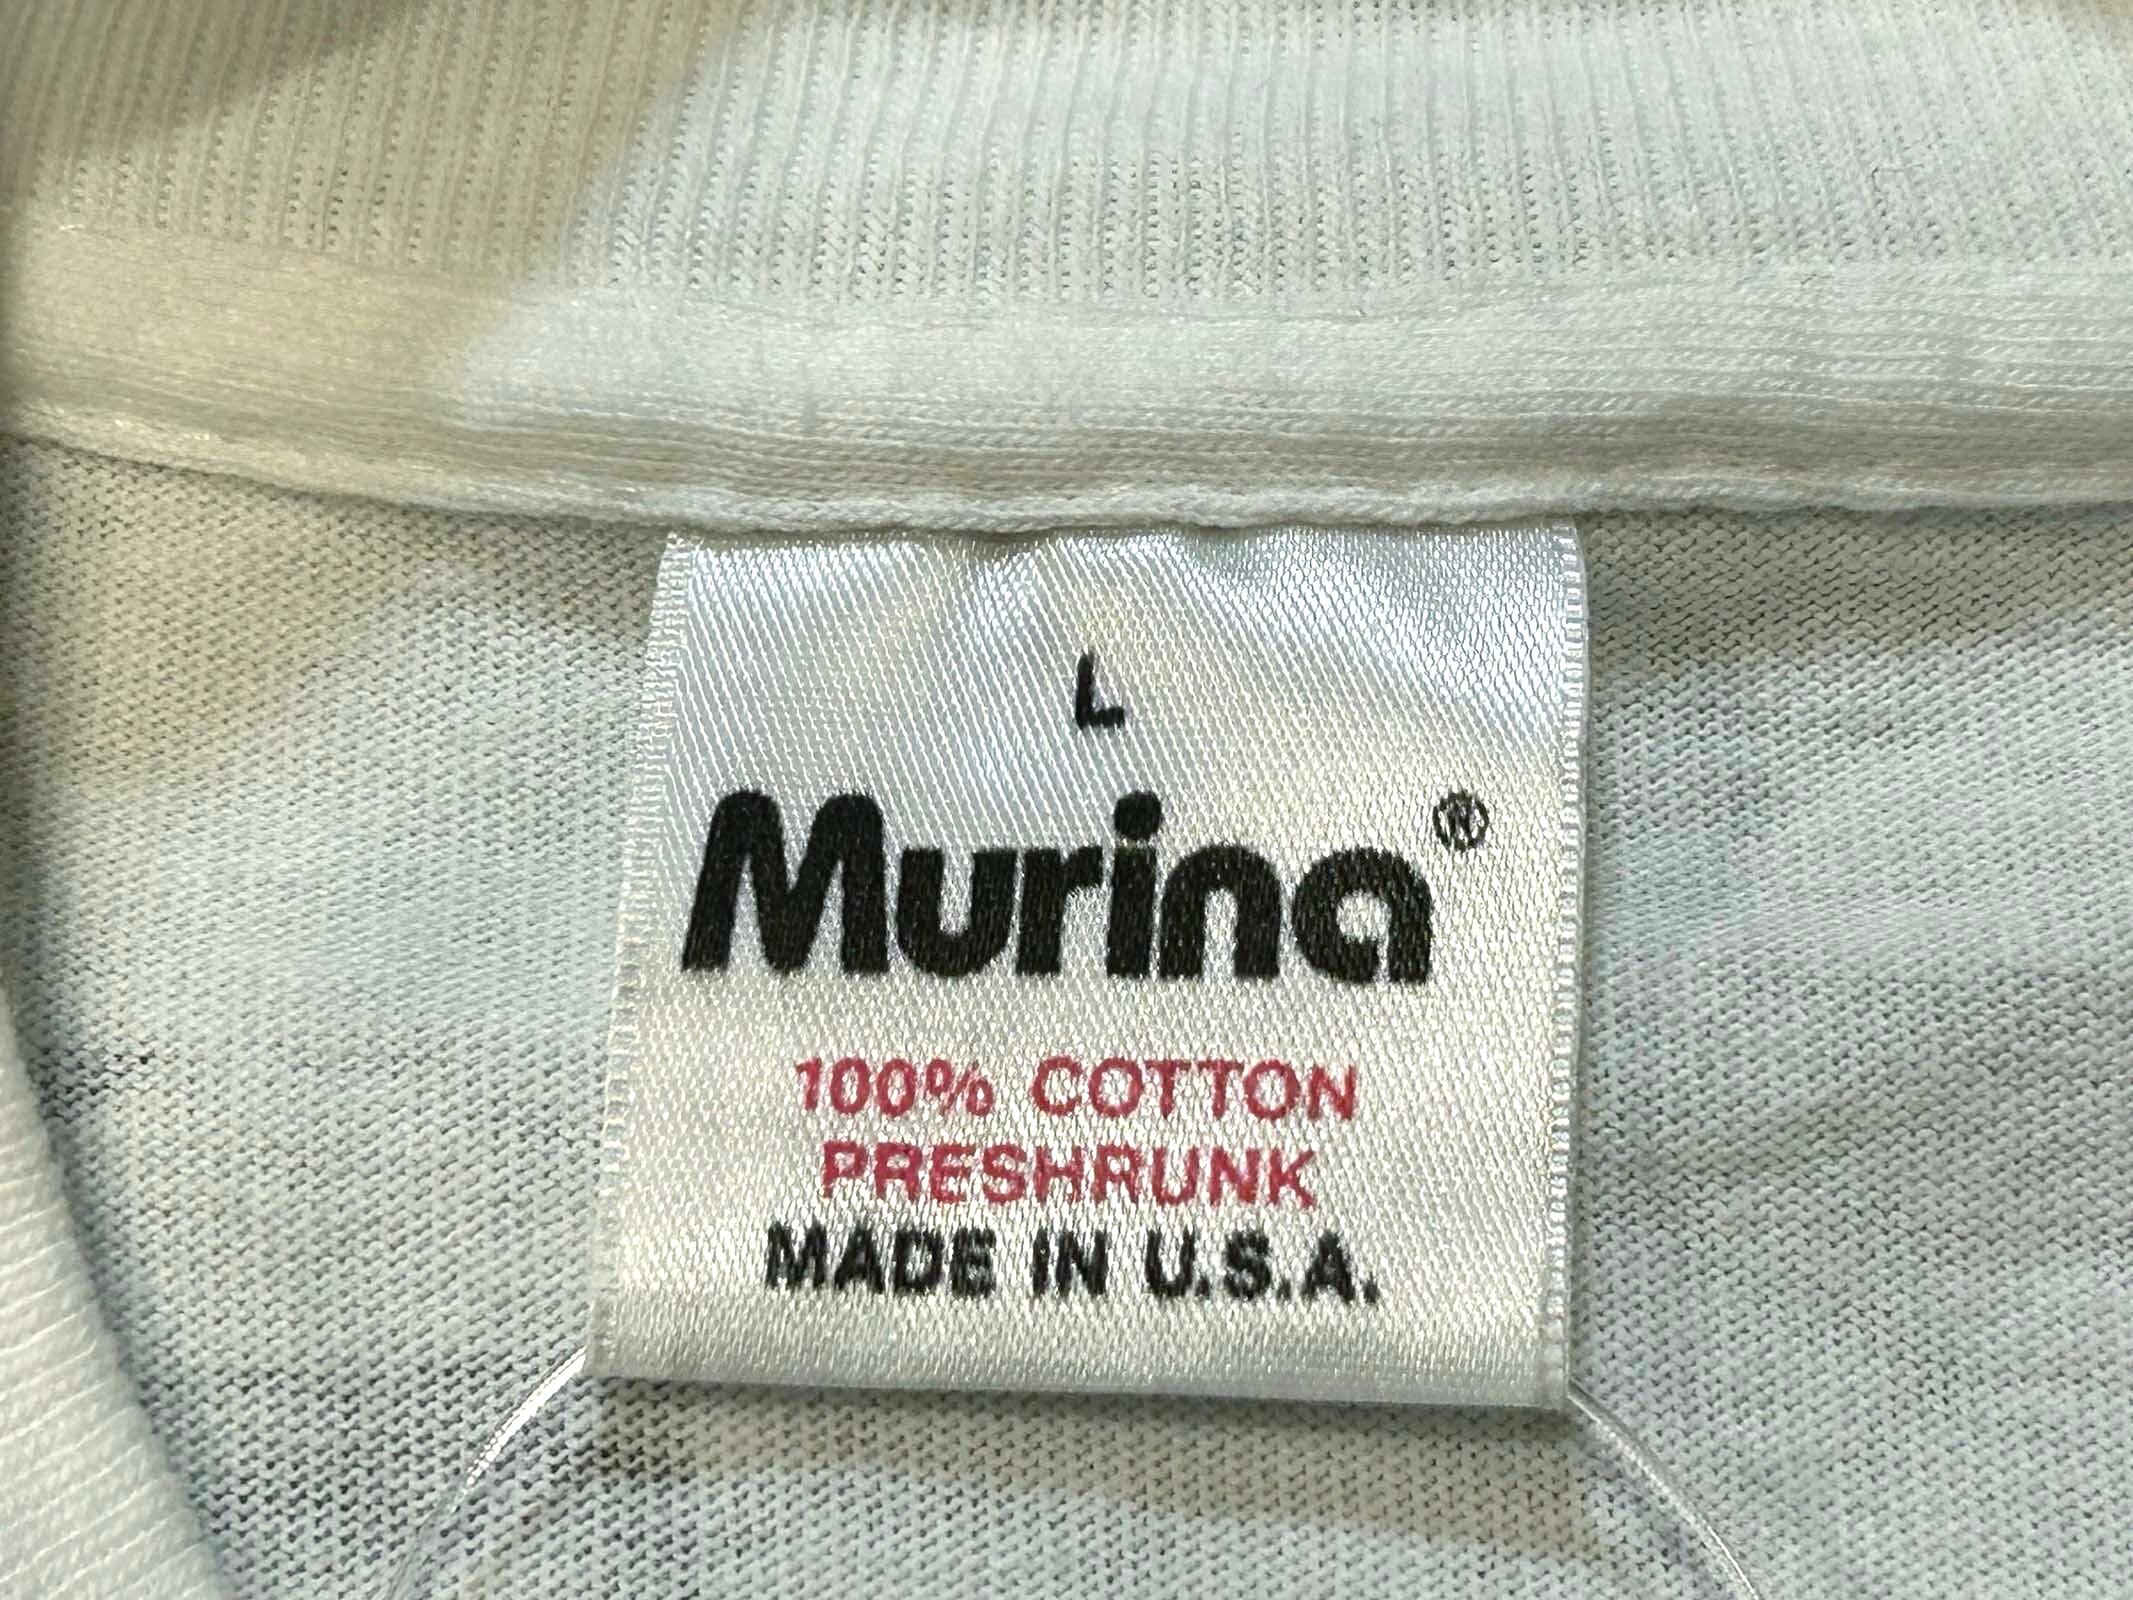 L
Murina®
100% COTTON
PRESHRUNK
MADE IN U.S.A.